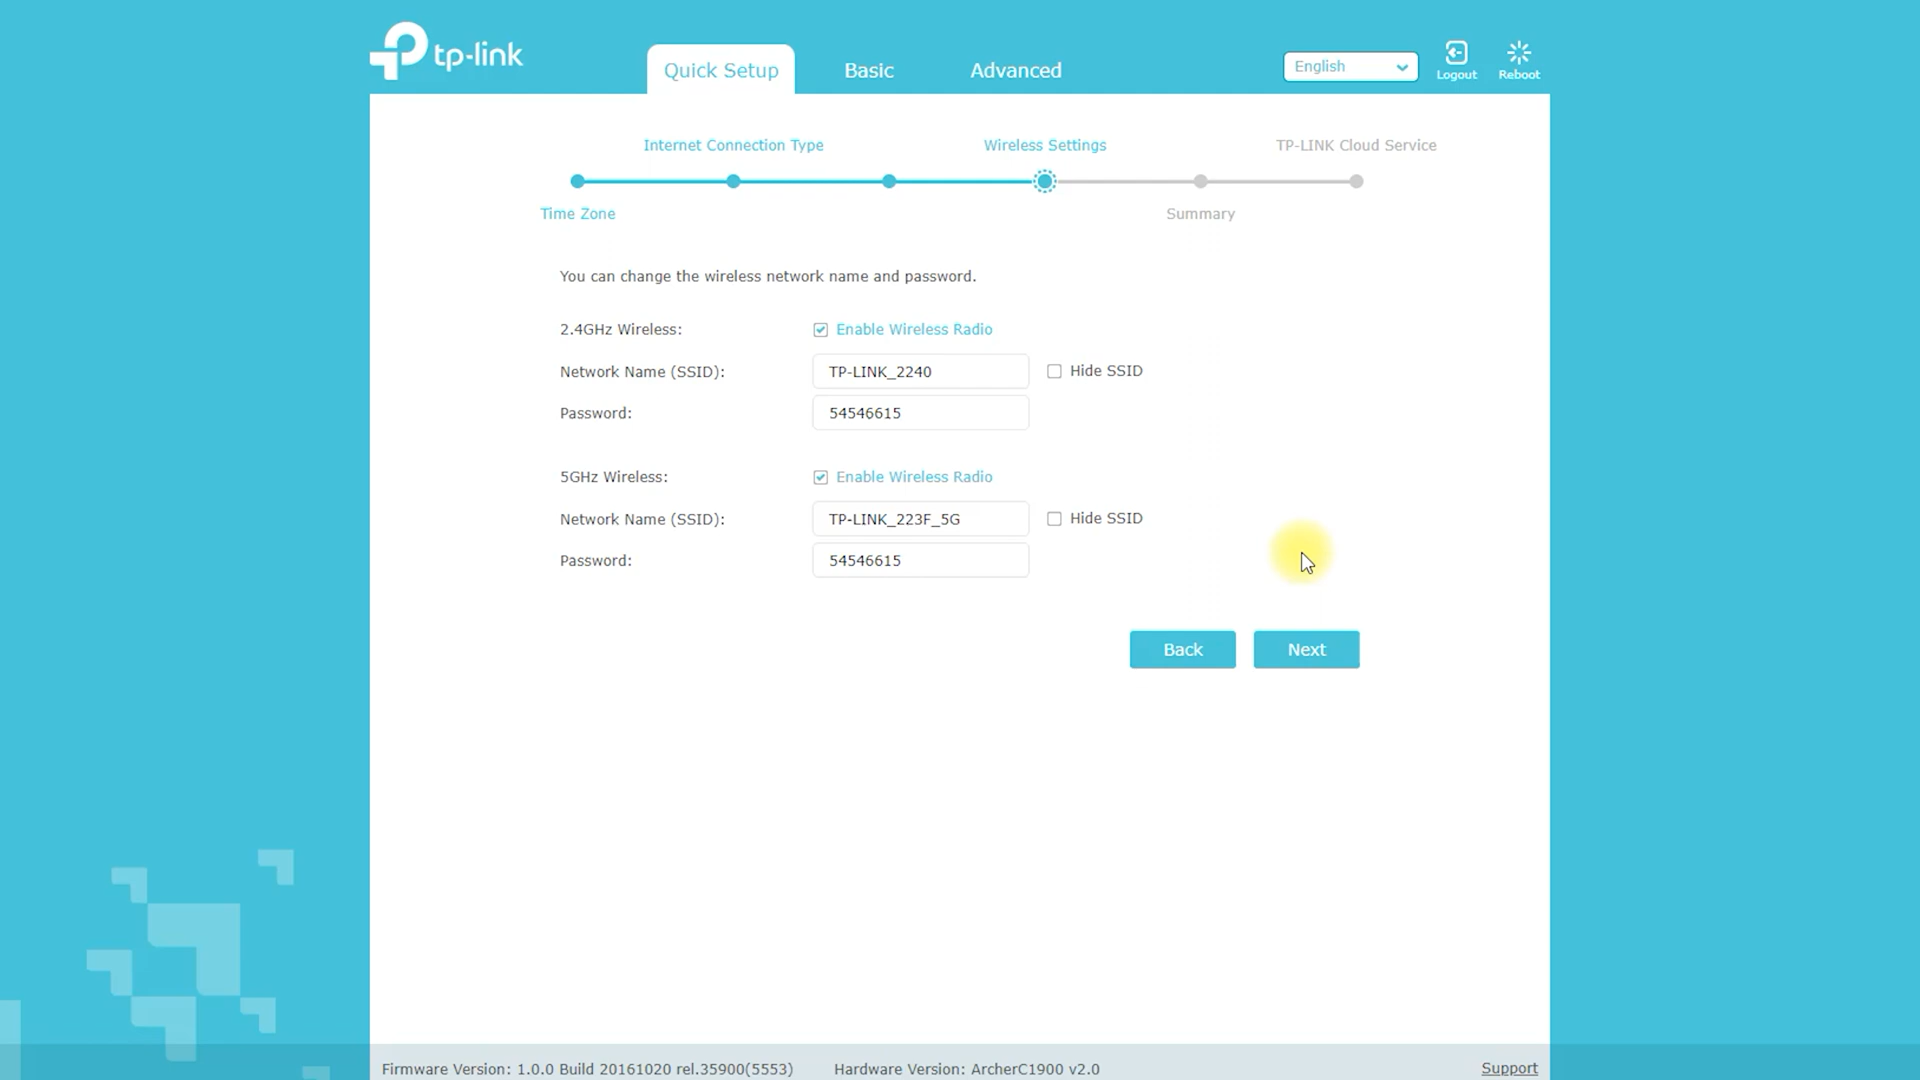 tp-link
Quick Setup
Basic
Advanced
English
Logout
Reboot
Internet Connection Type
Wireless Settings
TP-LINK Cloud Service
Time Zone
Summary
You can change the wireless network name and password.
2.4GHz Wireless: Enable Wireless Radio
Network Name (SSID): TP-LINK_2240 Hide SSID
Password: 54546615
5GHz Wireless: Enable Wireless Radio
Network Name (SSID): TP-LINK_223F_5G Hide SSID
Password: 54546615
Back
Next
Firmware Version: 1.0.0 Build 20161020 rel.35900(5553) Hardware Version: ArcherC1900 v2.0 Support